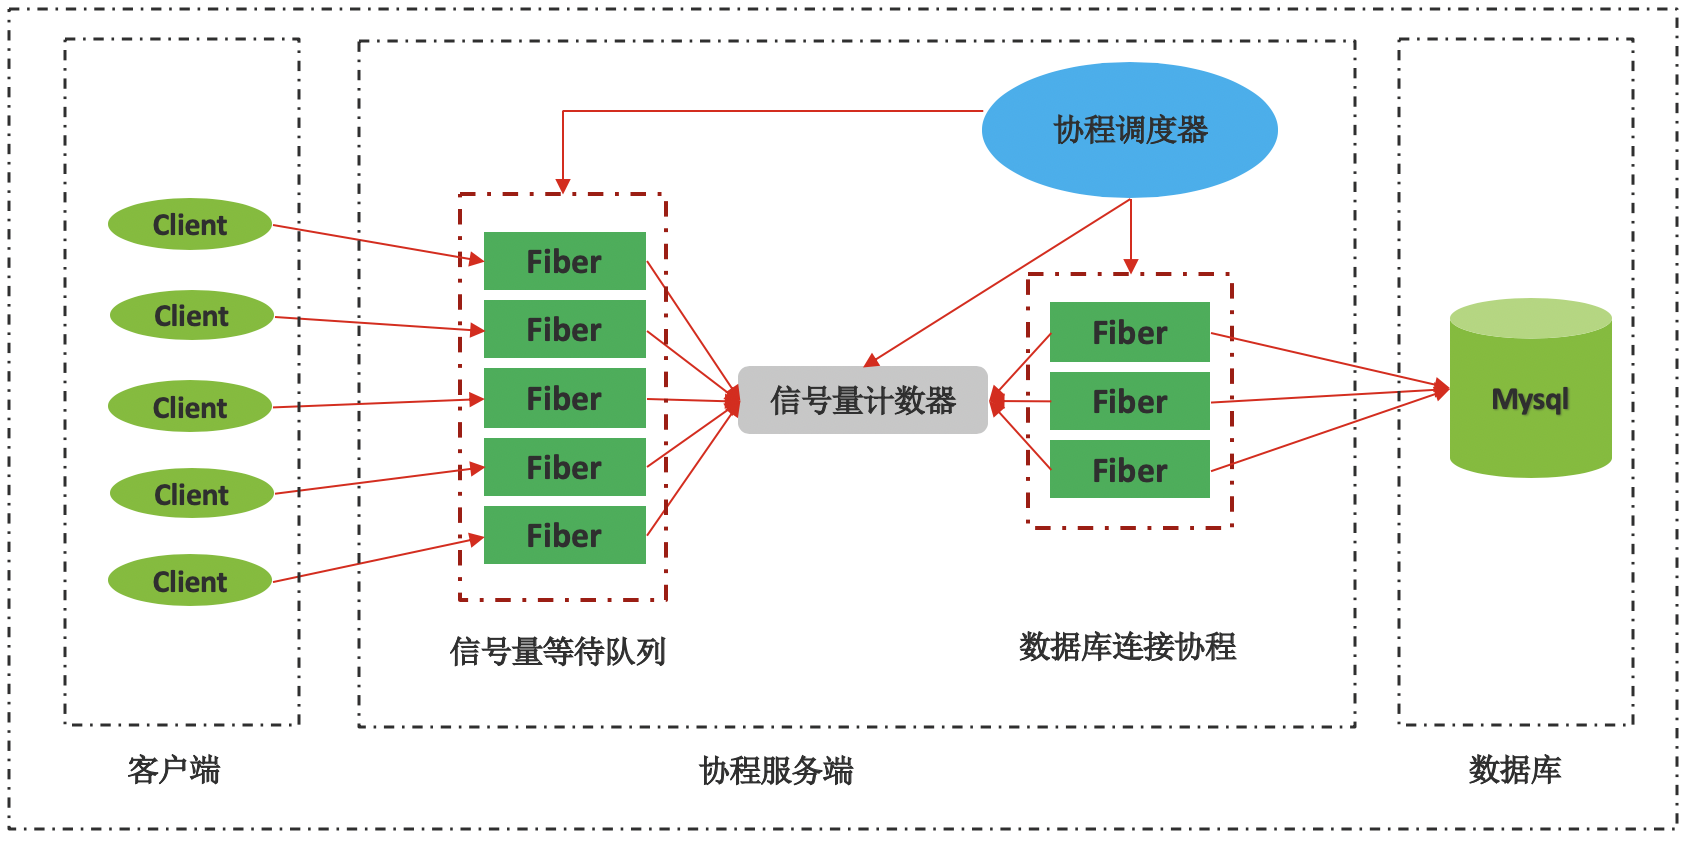 协程调度器
Client
Client
Client
Client
Client
Fiber
Fiber
Fiber
Fiber
Fiber
信号量等待队列
信号量计数器
Fiber
Fiber
Fiber
数据库连接协程
Mysql
客户端
协程服务端
数据库